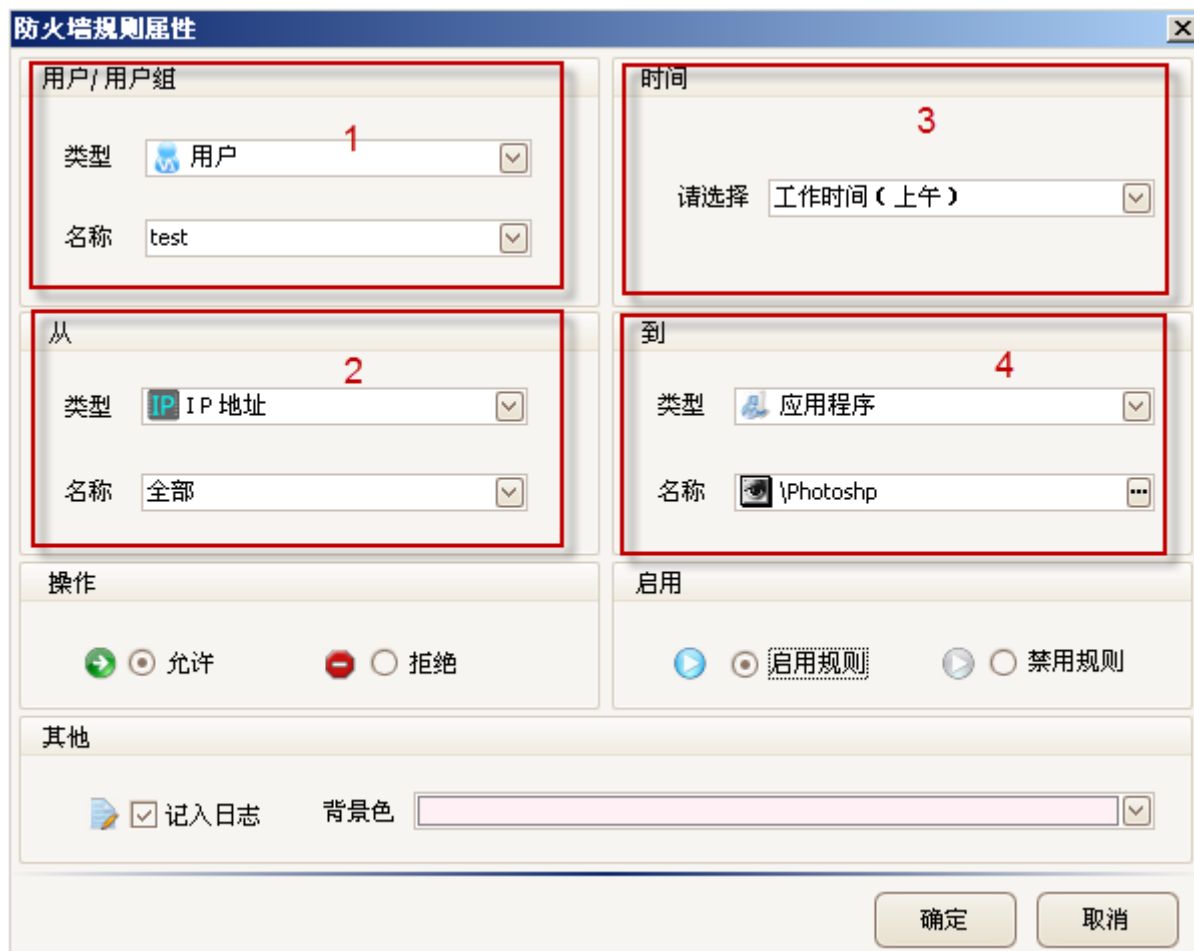 防火墙规则属性
用户/用户组
1
类型 用户
名称 test
时间
3
请选择 工作时间(上午)
从
2
类型 IP IP地址
名称 全部
到
4
类型 应用程序
名称 \Photoshp
操作
允许 拒绝
启用
启用规则 禁用规则
其他
记入日志 背景色
确定 取消